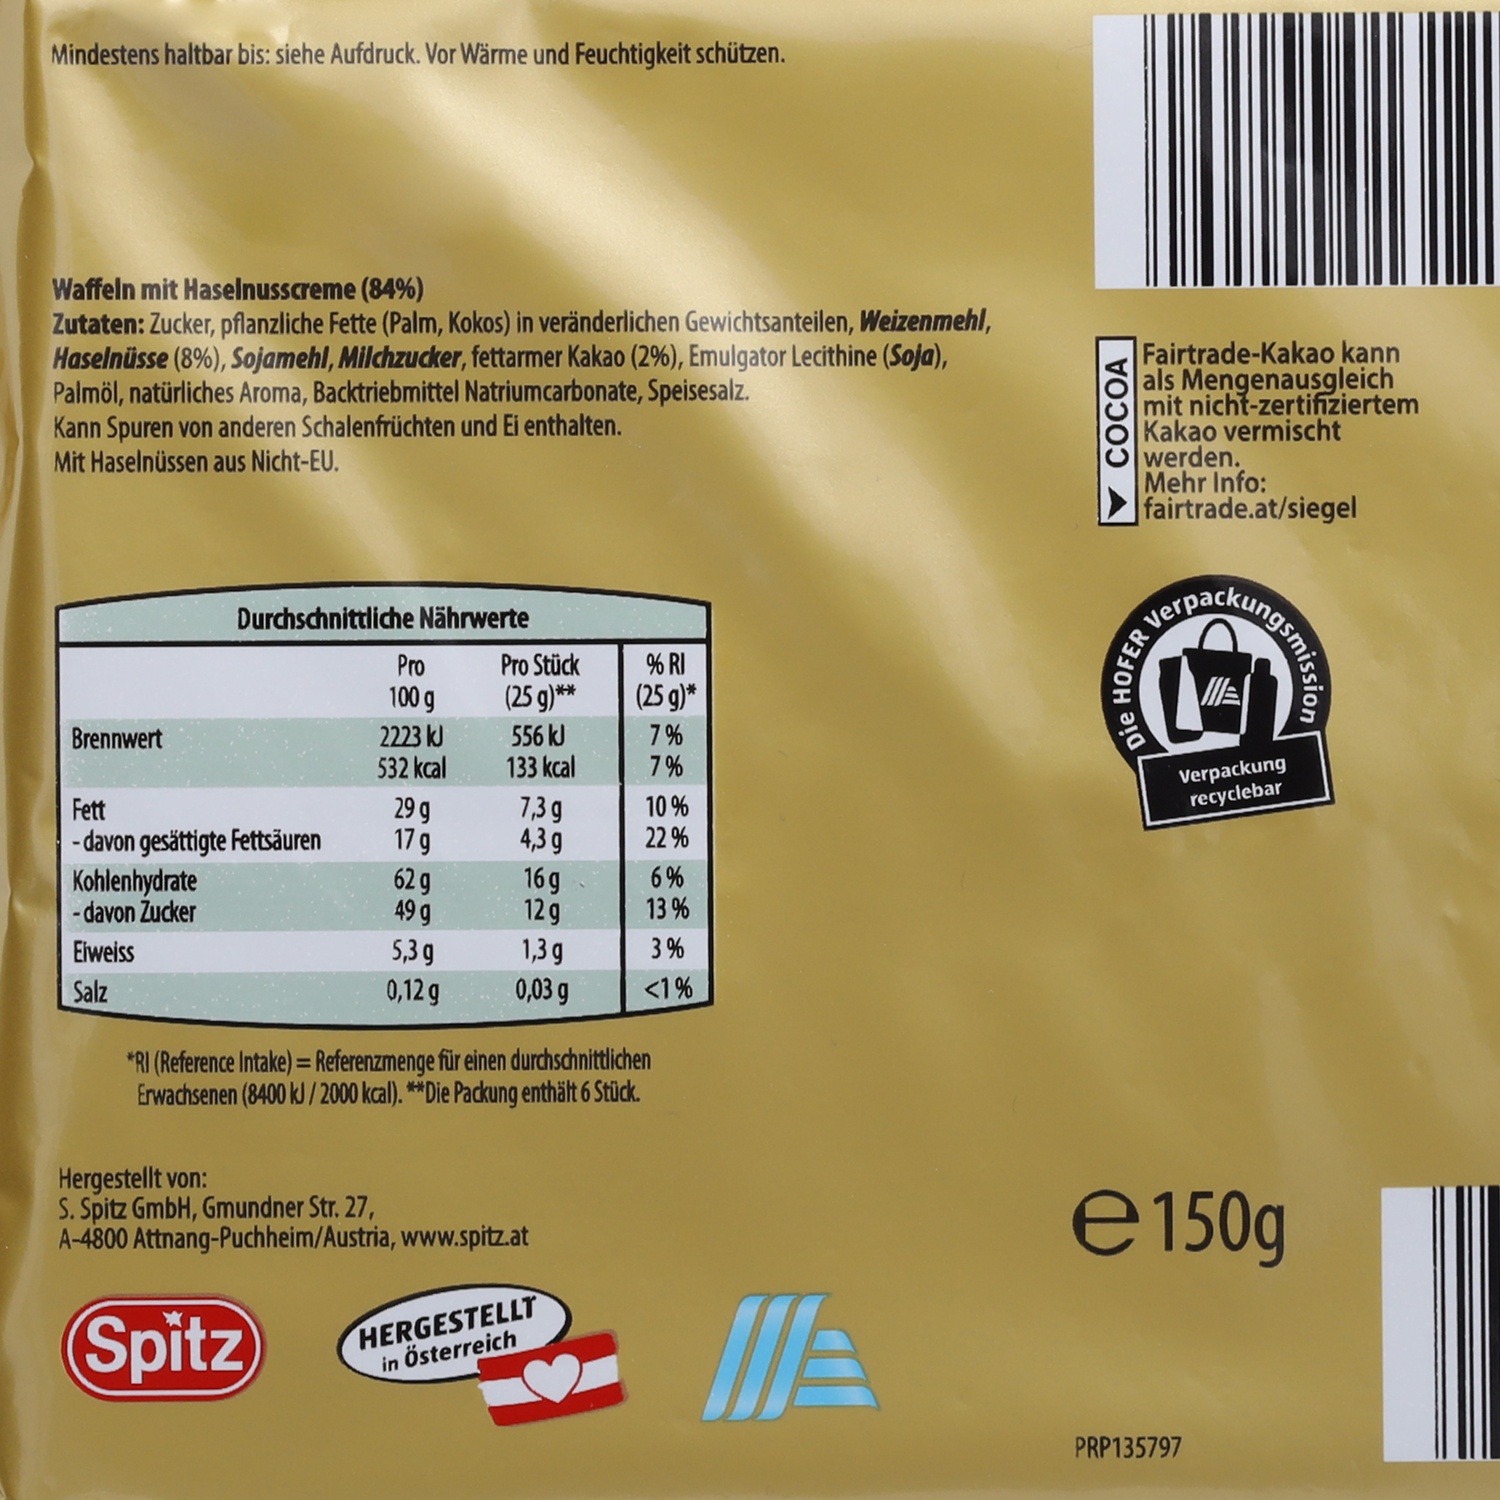 Mindestens haltbar bis: siehe Aufdruck. Vor Wärme und Feuchtigkeit schützen.
Waffeln mit Haselnusscreme (84%)
Zutaten: Zucker, pflanzliche Fette (Palm, Kokos) in veränderlichen Gewichtsanteilen, Weizenmehl,
Haselnüsse (8%), Sojamehl, Milchzucker, fettarmer Kakao (2%), Emulgator Lecithine (Soja),
Palmöl, natürliches Aroma, Backtriebmittel Natriumcarbonate, Speisesalz.
Kann Spuren von anderen Schalenfrüchten und Ei enthalten.
Mit Haselnüssen aus Nicht-EU.
COCOA
Fairtrade-Kakao kann
als Mengenausgleich
mit nicht-zertifiziertem
Kakao vermischt
werden.
Mehr Info:
fairtrade.at/siegel
Die HOFER Verpackungsmission
Verpackung
recyclebar
Durchschnittliche Nährwerte
Pro Pro Stück % RI
100 g (25 g)** (25 g)*
Brennwert 2223 kJ 556 kJ 7 %
532 kcal 133 kcal 7 %
Fett 29 g 7,3 g 10 %
- davon gesättigte Fettsäuren 17 g 4,3 g 22 %
Kohlenhydrate 62 g 16 g 6 %
- davon Zucker 49 g 12 g 13 %
Eiweiss 5,3 g 1,3 g 3 %
Salz 0,12 g 0,03 g <1 %
*RI (Reference Intake) = Referenzmenge für einen durchschnittlichen
Erwachsenen (8400 kJ / 2000 kcal). **Die Packung enthält 6 Stück.
Hergestellt von:
S. Spitz GmbH, Gmundner Str. 27,
A-4800 Attnang-Puchheim/Austria, www.spitz.at
Spitz
HERGESTELLT
in Österreich
e 150g
PRP135797